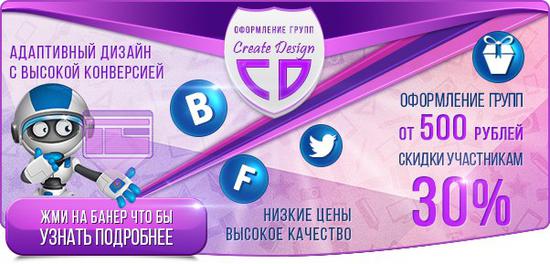 АДАПТИВНЫЙ ДИЗАЙН
С ВЫСОКОЙ КОНВЕРСИЕЙ
ОФОРМЛЕНИЕ ГРУПП
Create Design
CD
В
F
ОФОРМЛЕНИЕ ГРУПП
ОТ 500 РУБЛЕЙ
СКИДКИ УЧАСТНИКАМ
30%
НИЗКИЕ ЦЕНЫ
ВЫСОКОЕ КАЧЕСТВО
ЖМИ НА БАНЕР ЧТО БЫ
УЗНАТЬ ПОДРОБНЕЕ